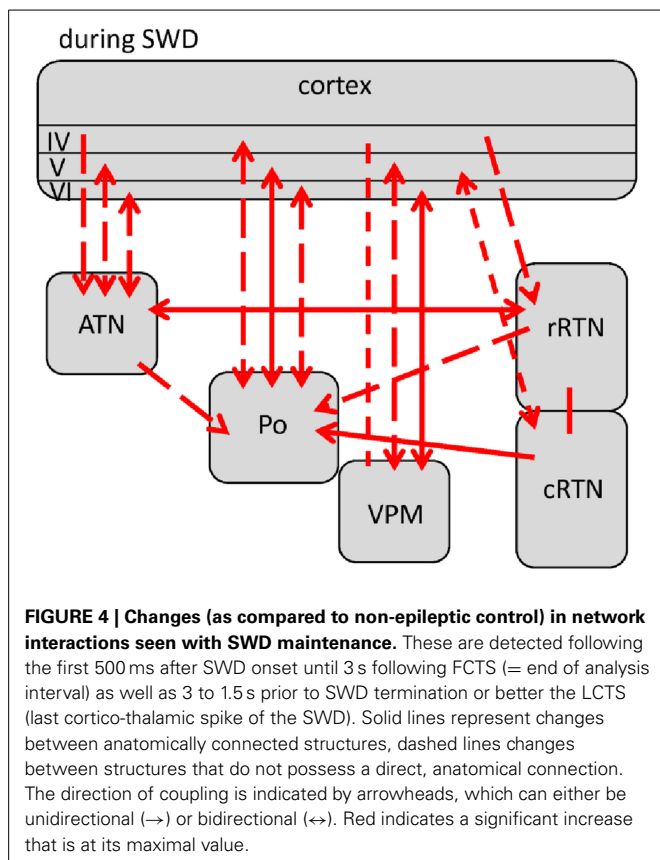 during SWD
cortex
IV
V
VI
ATN
rRTN
Po
VPM
cRTN
FIGURE 4 | Changes (as compared to non-epileptic control) in network
interactions seen with SWD maintenance. These are detected following
the first 500 ms after SWD onset until 3 s following FCTS (= end of analysis
interval) as well as 3 to 1.5 s prior to SWD termination or better the LCTS
(last cortico-thalamic spike of the SWD). Solid lines represent changes
between anatomically connected structures, dashed lines changes
between structures that do not possess a direct, anatomical connection.
The direction of coupling is indicated by arrowheads, which can either be
unidirectional (→) or bidirectional (↔). Red indicates a significant increase
that is at its maximal value.